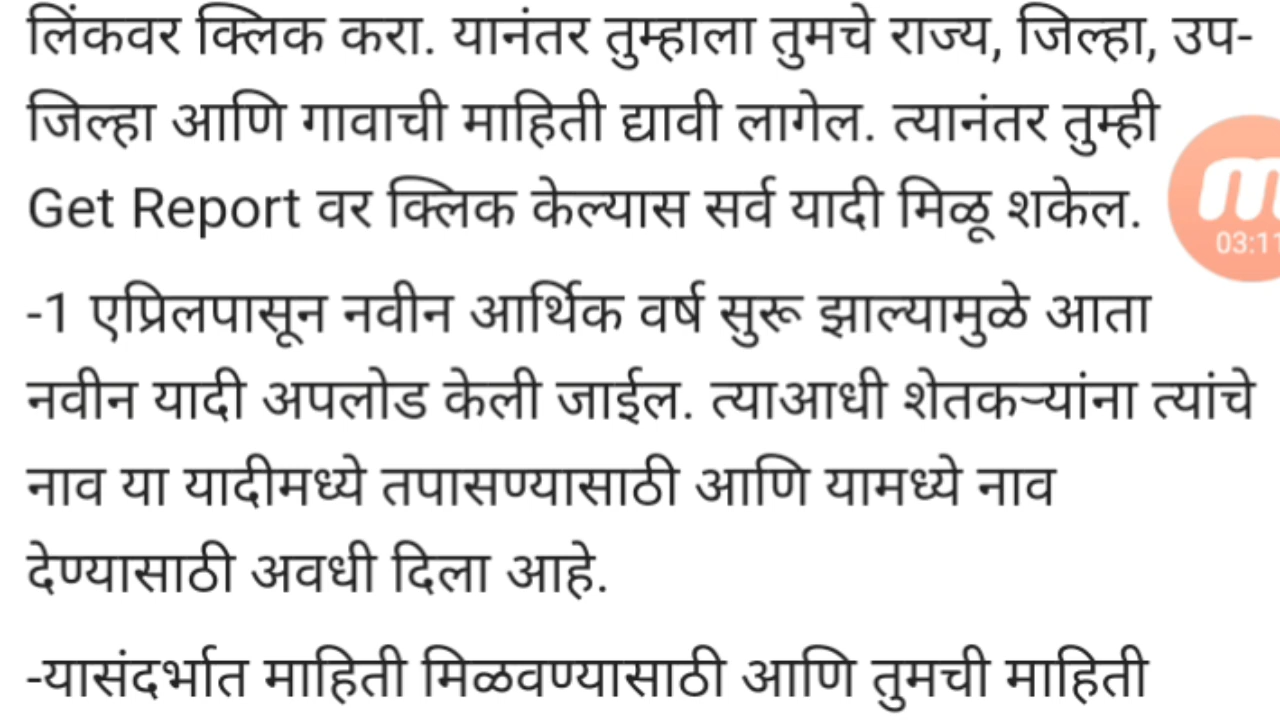 लिंकवर क्लिक करा. यानंतर तुम्हाला तुमचे राज्य, जिल्हा, उप-
जिल्हा आणि गावाची माहिती द्यावी लागेल. त्यानंतर तुम्ही
Get Report वर क्लिक केल्यास सर्व यादी मिळू शकेल.
03:11
-1 एप्रिलपासून नवीन आर्थिक वर्ष सुरू झाल्यामुळे आता
नवीन यादी अपलोड केली जाईल. त्याआधी शेतकऱ्यांना त्यांचे
नाव या यादीमध्ये तपासण्यासाठी आणि यामध्ये नाव
देण्यासाठी अवधी दिला आहे.
-यासंदर्भात माहिती मिळवण्यासाठी आणि तुमची माहिती